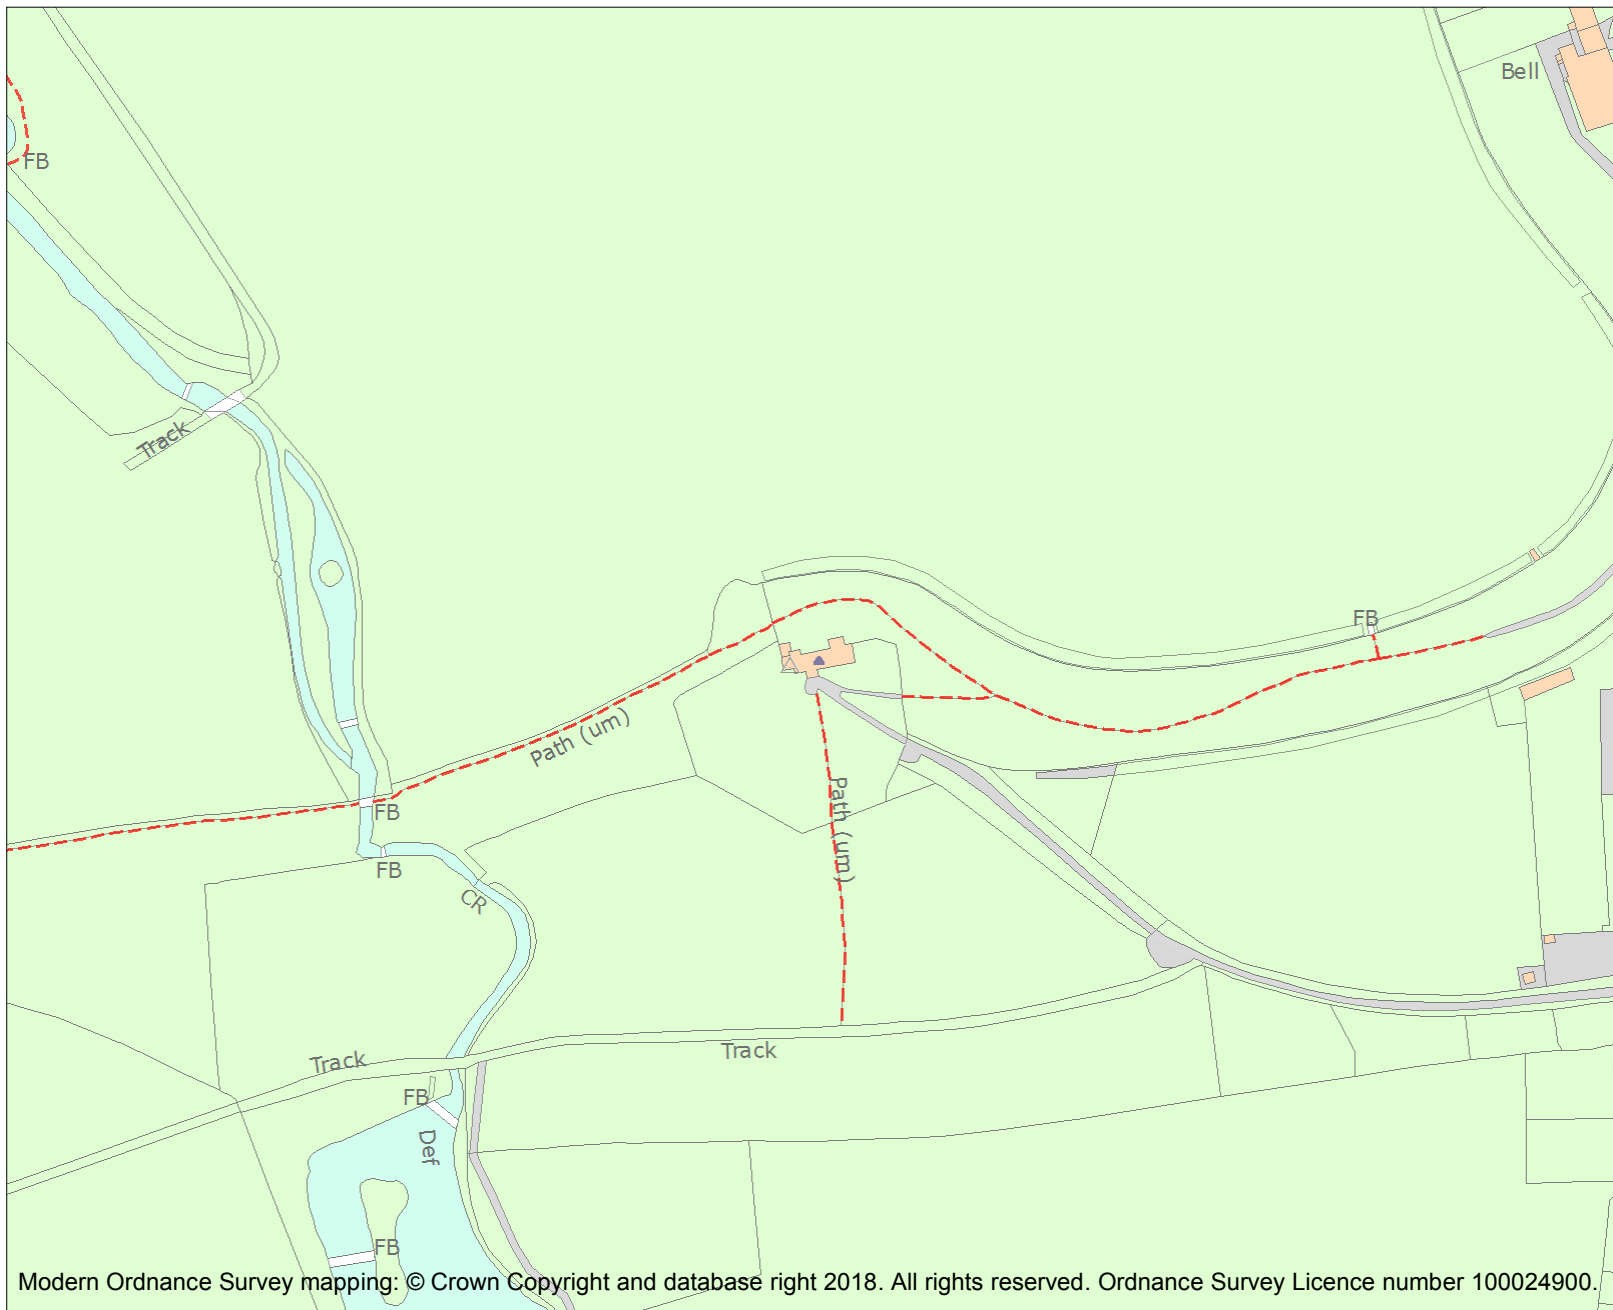 Bell
FB
Track
FB
Path (um)
FB
Path (um)
FB
CR
Track
Track
FB
Def
FB
Modern Ordnance Survey mapping: © Crown Copyright and database right 2018. All rights reserved. Ordnance Survey Licence number 100024900.